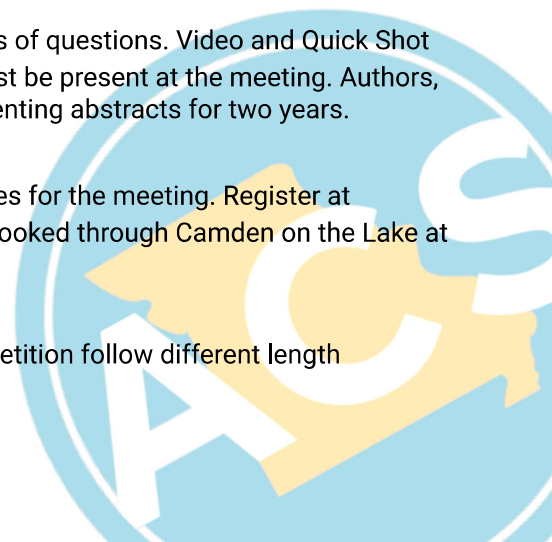 s of questions. Video and Quick Shot
st be present at the meeting. Authors,
enting abstracts for two years.
es for the meeting. Register at
ooked through Camden on the Lake at
etition follow different length
ACS